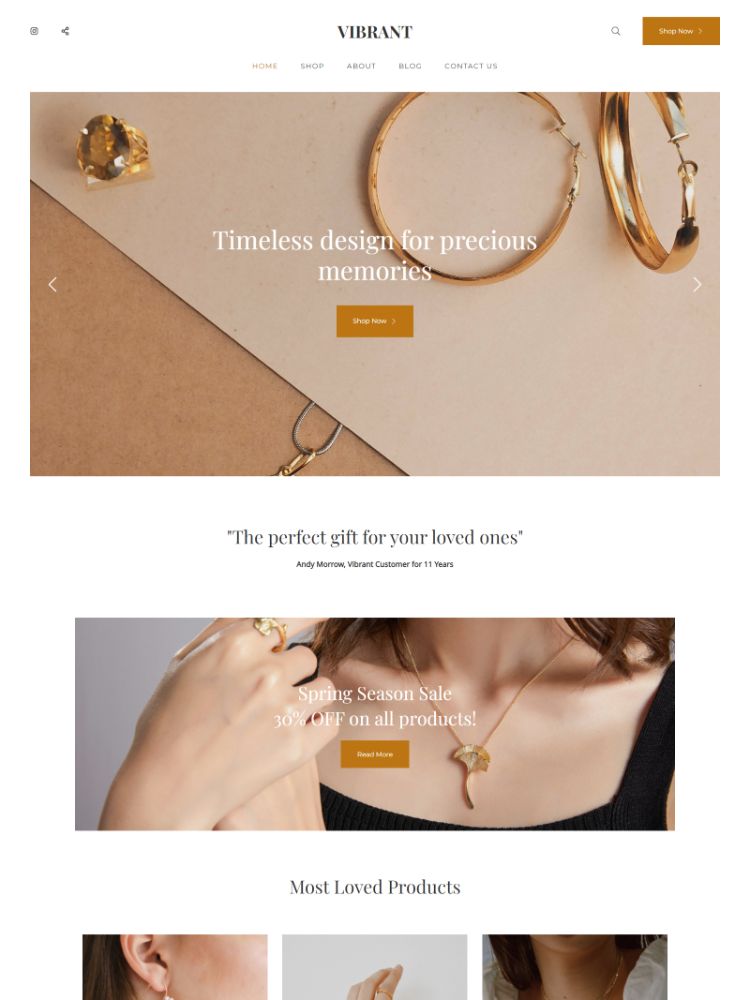 VIBRANT
Shop Now
HOME SHOP ABOUT BLOG CONTACT US
Timeless design for precious
memories
Shop Now
"The perfect gift for your loved ones"
Andy Morrow, Vibrant Customer for 11 Years
Spring Season Sale
30% OFF on all products!
Read More
Most Loved Products